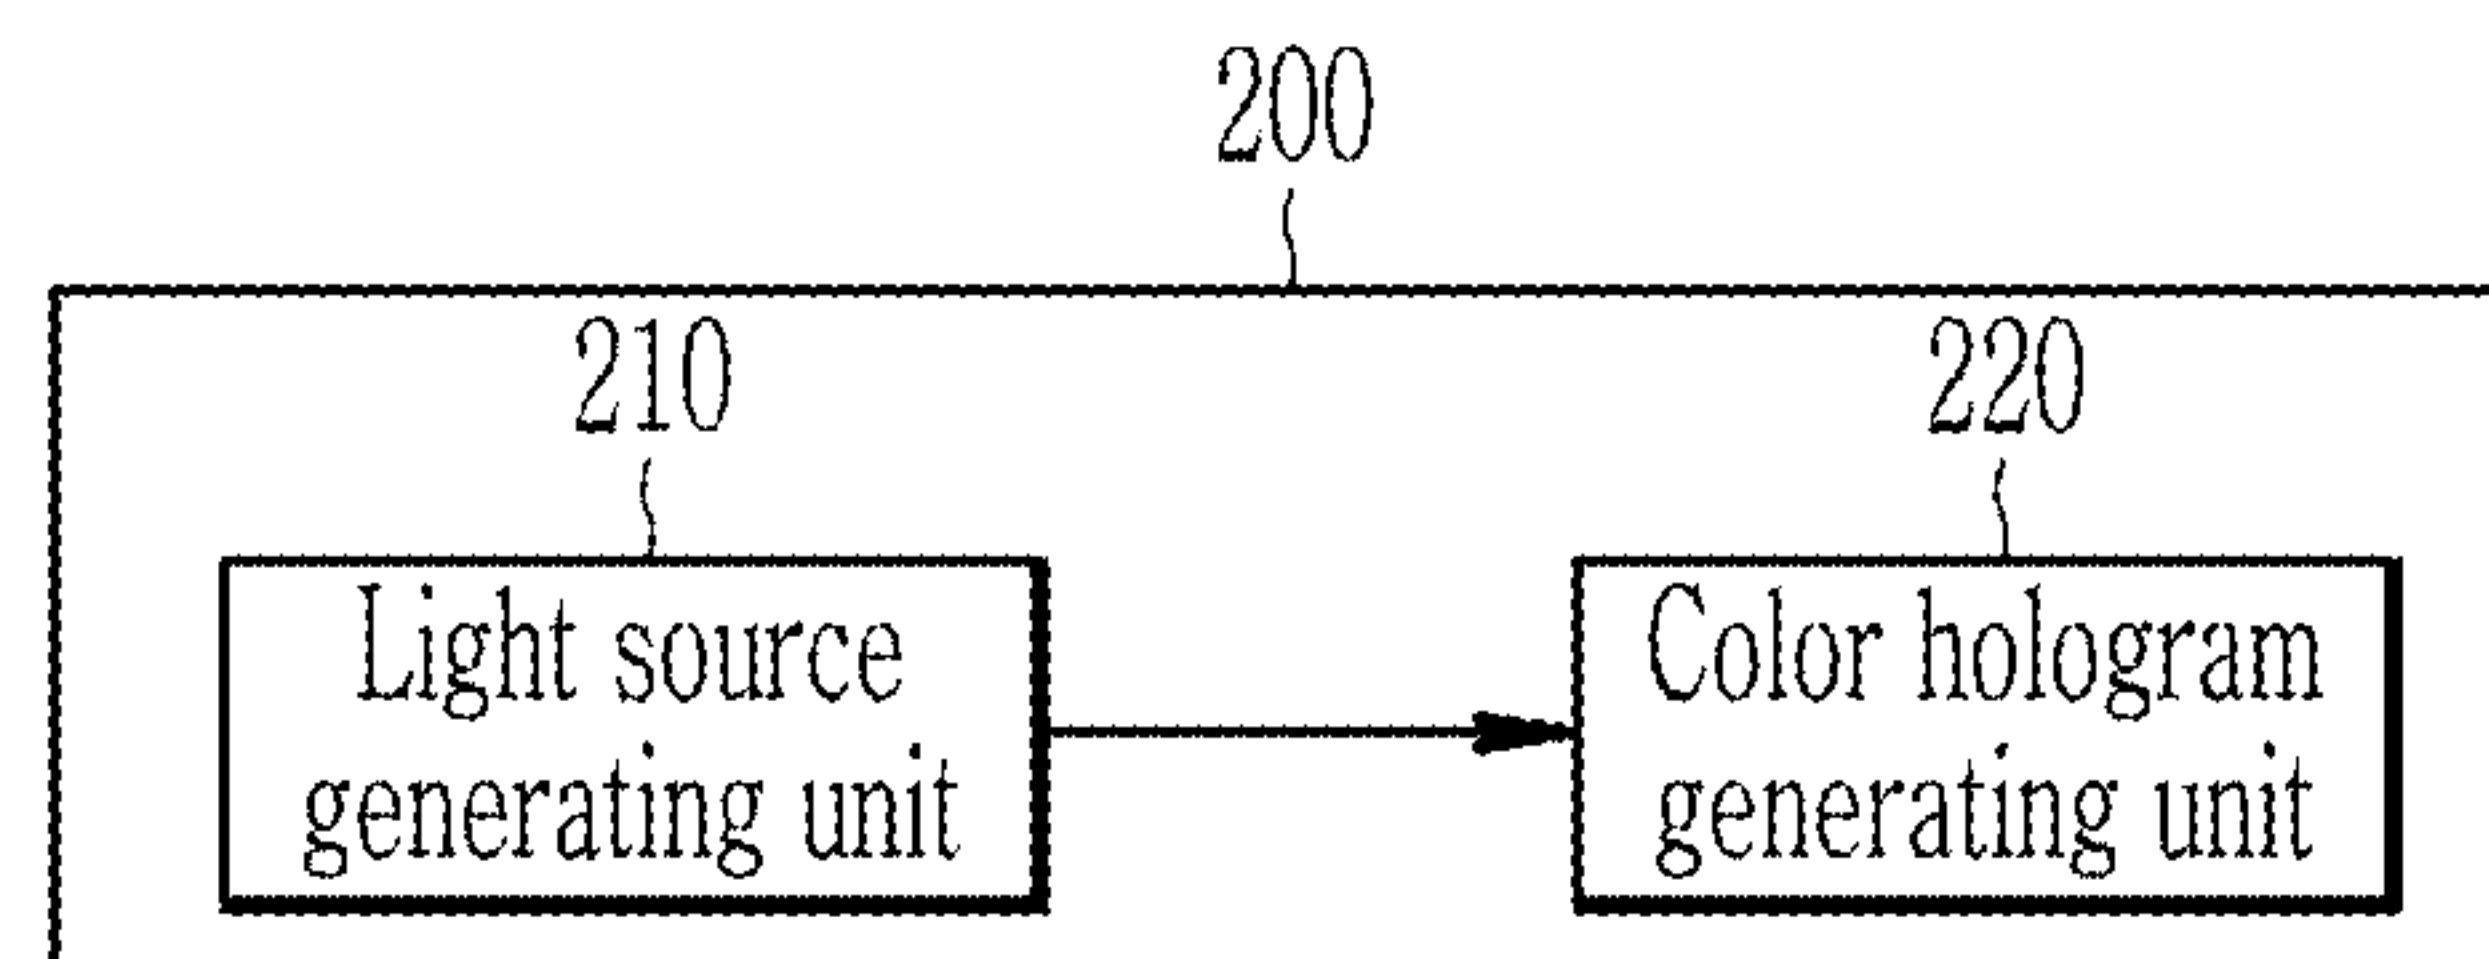 200
210
220
Light source
generating unit
Color hologram
generating unit